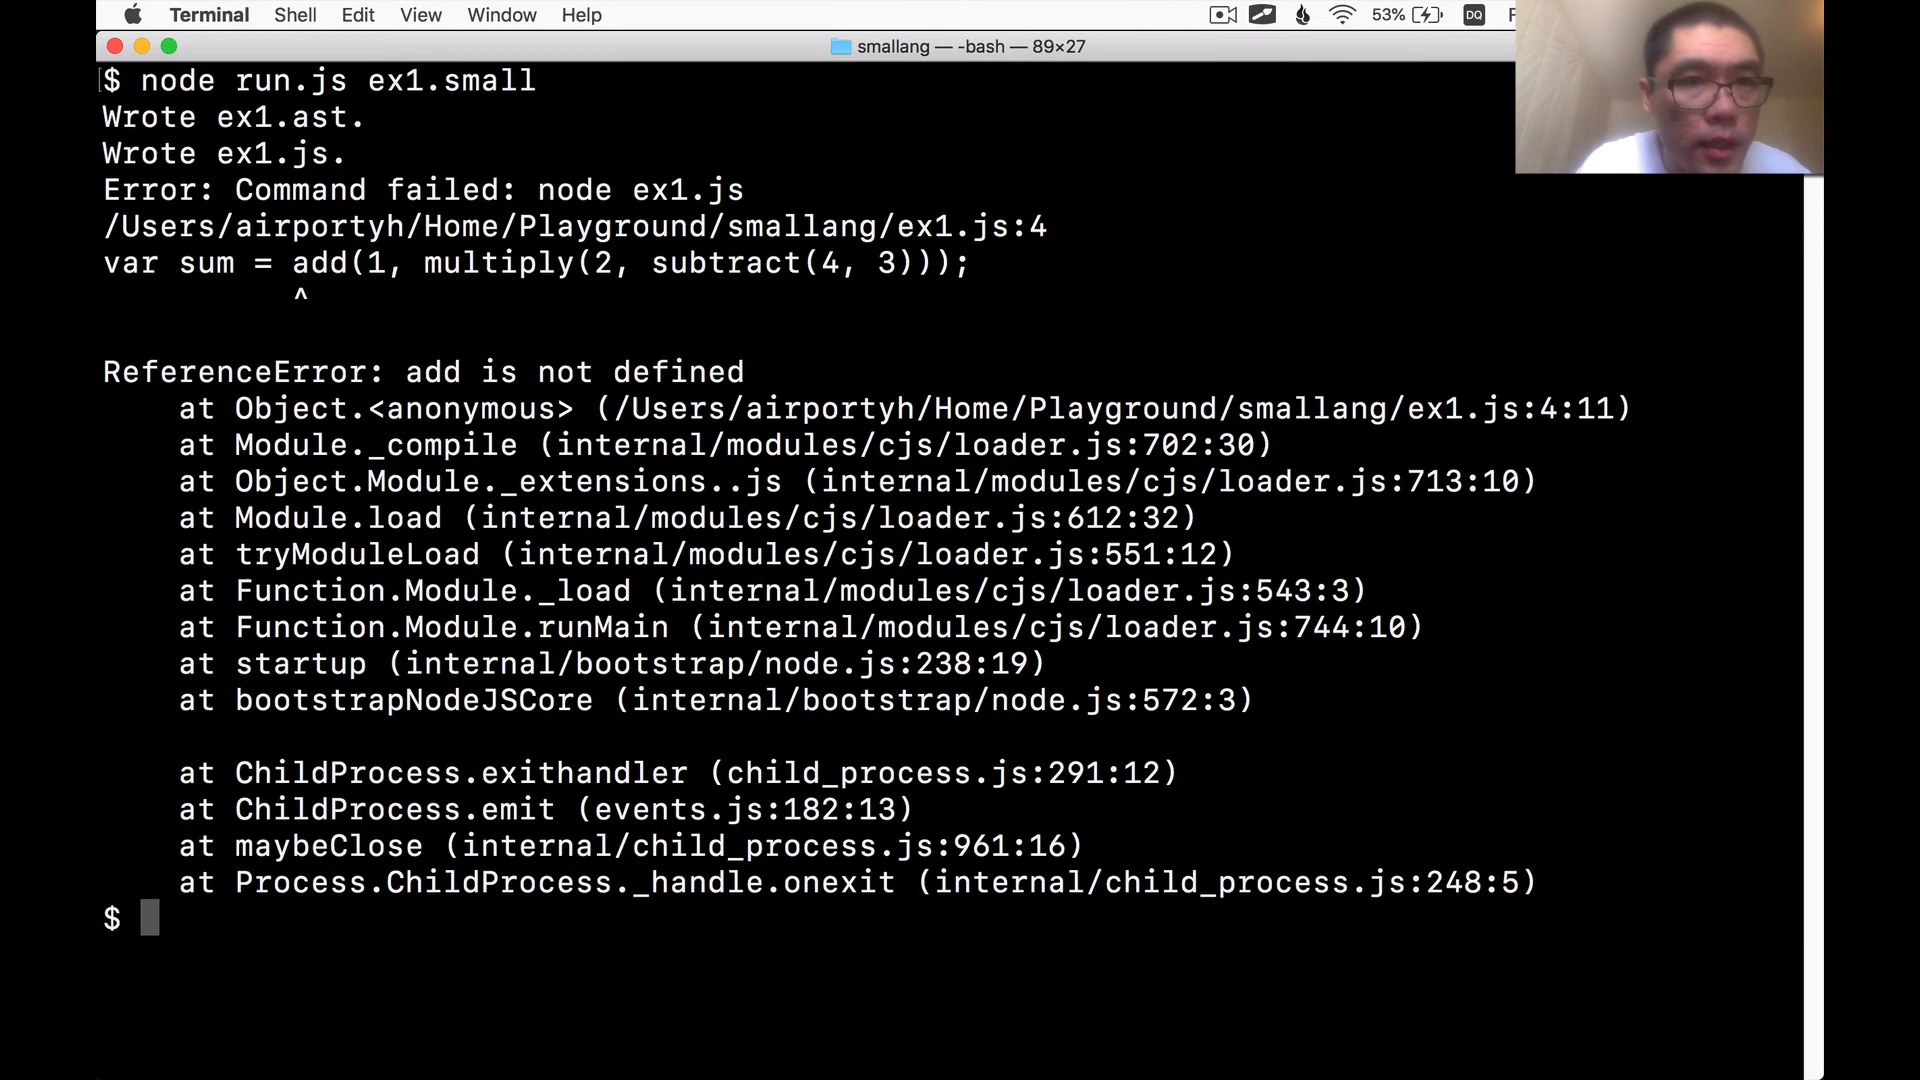 Terminal Shell Edit View Window Help 53% DQ F
smallang — -bash — 89×27
$ node run.js ex1.small
Wrote ex1.ast.
Wrote ex1.js.
Error: Command failed: node ex1.js
/Users/airportyh/Home/Playground/smallang/ex1.js:4
var sum = add(1, multiply(2, subtract(4, 3)));
^
ReferenceError: add is not defined
at Object.<anonymous> (/Users/airportyh/Home/Playground/smallang/ex1.js:4:11)
at Module._compile (internal/modules/cjs/loader.js:702:30)
at Object.Module._extensions..js (internal/modules/cjs/loader.js:713:10)
at Module.load (internal/modules/cjs/loader.js:612:32)
at tryModuleLoad (internal/modules/cjs/loader.js:551:12)
at Function.Module._load (internal/modules/cjs/loader.js:543:3)
at Function.Module.runMain (internal/modules/cjs/loader.js:744:10)
at startup (internal/bootstrap/node.js:238:19)
at bootstrapNodeJSCore (internal/bootstrap/node.js:572:3)
at ChildProcess.exithandler (child_process.js:291:12)
at ChildProcess.emit (events.js:182:13)
at maybeClose (internal/child_process.js:961:16)
at Process.ChildProcess._handle.onexit (internal/child_process.js:248:5)
$